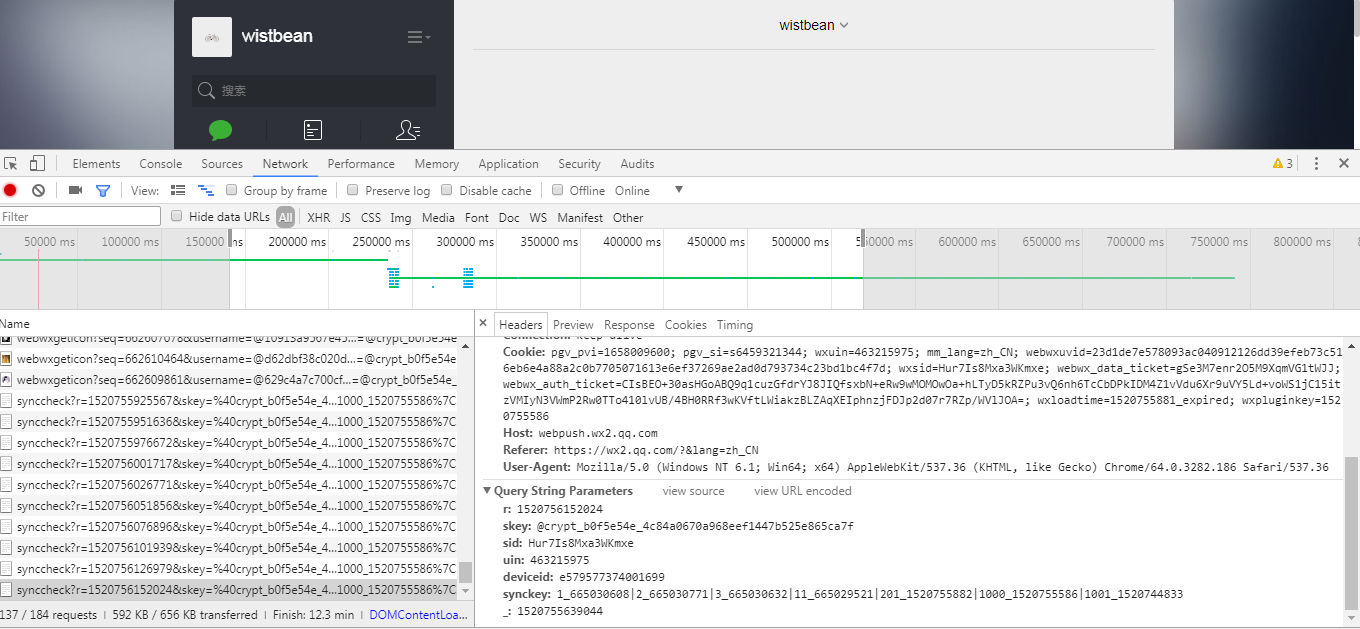 wistbean
wistbean
搜索
Elements Console Sources Network Performance Memory Application Security Audits 3
View: Group by frame Preserve log Disable cache Offline Online
Filter Hide data URLs All XHR JS CSS Img Media Font Doc WS Manifest Other
50000 ms 100000 ms 150000 ms 200000 ms 250000 ms 300000 ms 350000 ms 400000 ms 450000 ms 500000 ms 600000 ms 650000 ms 700000 ms 750000 ms 800000 ms
Name
webwxgeticon?seq=662610464&username=@d62dbf38c020d...=@crypt_b0f5e54e_
webwxgeticon?seq=662609861&username=@629c4a7c700cf...=@crypt_b0f5e54e_
synccheck?r=1520755925567&skey=%40crypt_b0f5e54e_4...1000_1520755586%7C
synccheck?r=1520755951636&skey=%40crypt_b0f5e54e_4...1000_1520755586%7C
synccheck?r=1520755976672&skey=%40crypt_b0f5e54e_4...1000_1520755586%7C
synccheck?r=1520756001717&skey=%40crypt_b0f5e54e_4...1000_1520755586%7C
synccheck?r=1520756026771&skey=%40crypt_b0f5e54e_4...1000_1520755586%7C
synccheck?r=1520756051856&skey=%40crypt_b0f5e54e_4...1000_1520755586%7C
synccheck?r=1520756076896&skey=%40crypt_b0f5e54e_4...1000_1520755586%7C
synccheck?r=1520756101939&skey=%40crypt_b0f5e54e_4...1000_1520755586%7C
synccheck?r=1520756126979&skey=%40crypt_b0f5e54e_4...1000_1520755586%7C
synccheck?r=1520756152024&skey=%40crypt_b0f5e54e_4...1000_1520755586%7C
137 / 184 requests | 592 KB / 656 KB transferred | Finish: 12.3 min | DOMContentLoa...
Headers Preview Response Cookies Timing
Connection: keep-alive
Cookie: pgv_pvi=1658009600; pgv_si=s6459321344; wxuin=463215975; mm_lang=zh_CN; webwxuvid=23d1de7e578093ac040912126dd39efeb73c51
6eb6e4a88a2c0b7705071613e6ef37269ae2ad0d793734c23bd1bc4f7d; wxsid=Hur7Is8Mxa3WKmxe; webwx_data_ticket=gSe3M7enr2O5M9XqmVG1tWJJ;
webwx_auth_ticket=CIsBEO+30asHGoABQ9q1cuzGfdrYJ8JIQfsxbN+eRw9wMOMOwOa+hLTyD5kRZPu3vQ6nh6TcCbDPkIDM4Z1vVdu6Xr9uVY5Ld+voWS1jC15it
zVMIyN3VWmP2Rw0TTo410lvUB/4BH0RRf3wKVftLWiakzBLZAqXEIphnzjFDJp2d07r7RZp/WVlJOA=; wxloadtime=1520755881_expired; wxpluginkey=1520755586
Host: webpush.wx2.qq.com
Referer: https://wx2.qq.com/?&lang=zh_CN
User-Agent: Mozilla/5.0 (Windows NT 6.1; Win64; x64) AppleWebKit/537.36 (KHTML, like Gecko) Chrome/64.0.3282.186 Safari/537.36
Query String Parameters view source view URL encoded
r: 1520756152024
skey: @crypt_b0f5e54e_4c84a0670a968eef1447b525e865ca7f
sid: Hur7Is8Mxa3WKmxe
uin: 463215975
deviceid: e579577374001699
synckey: 1_665030608|2_665030771|3_665030632|11_665029521|201_1520755882|1000_1520755586|1001_1520744833
_: 1520755639044